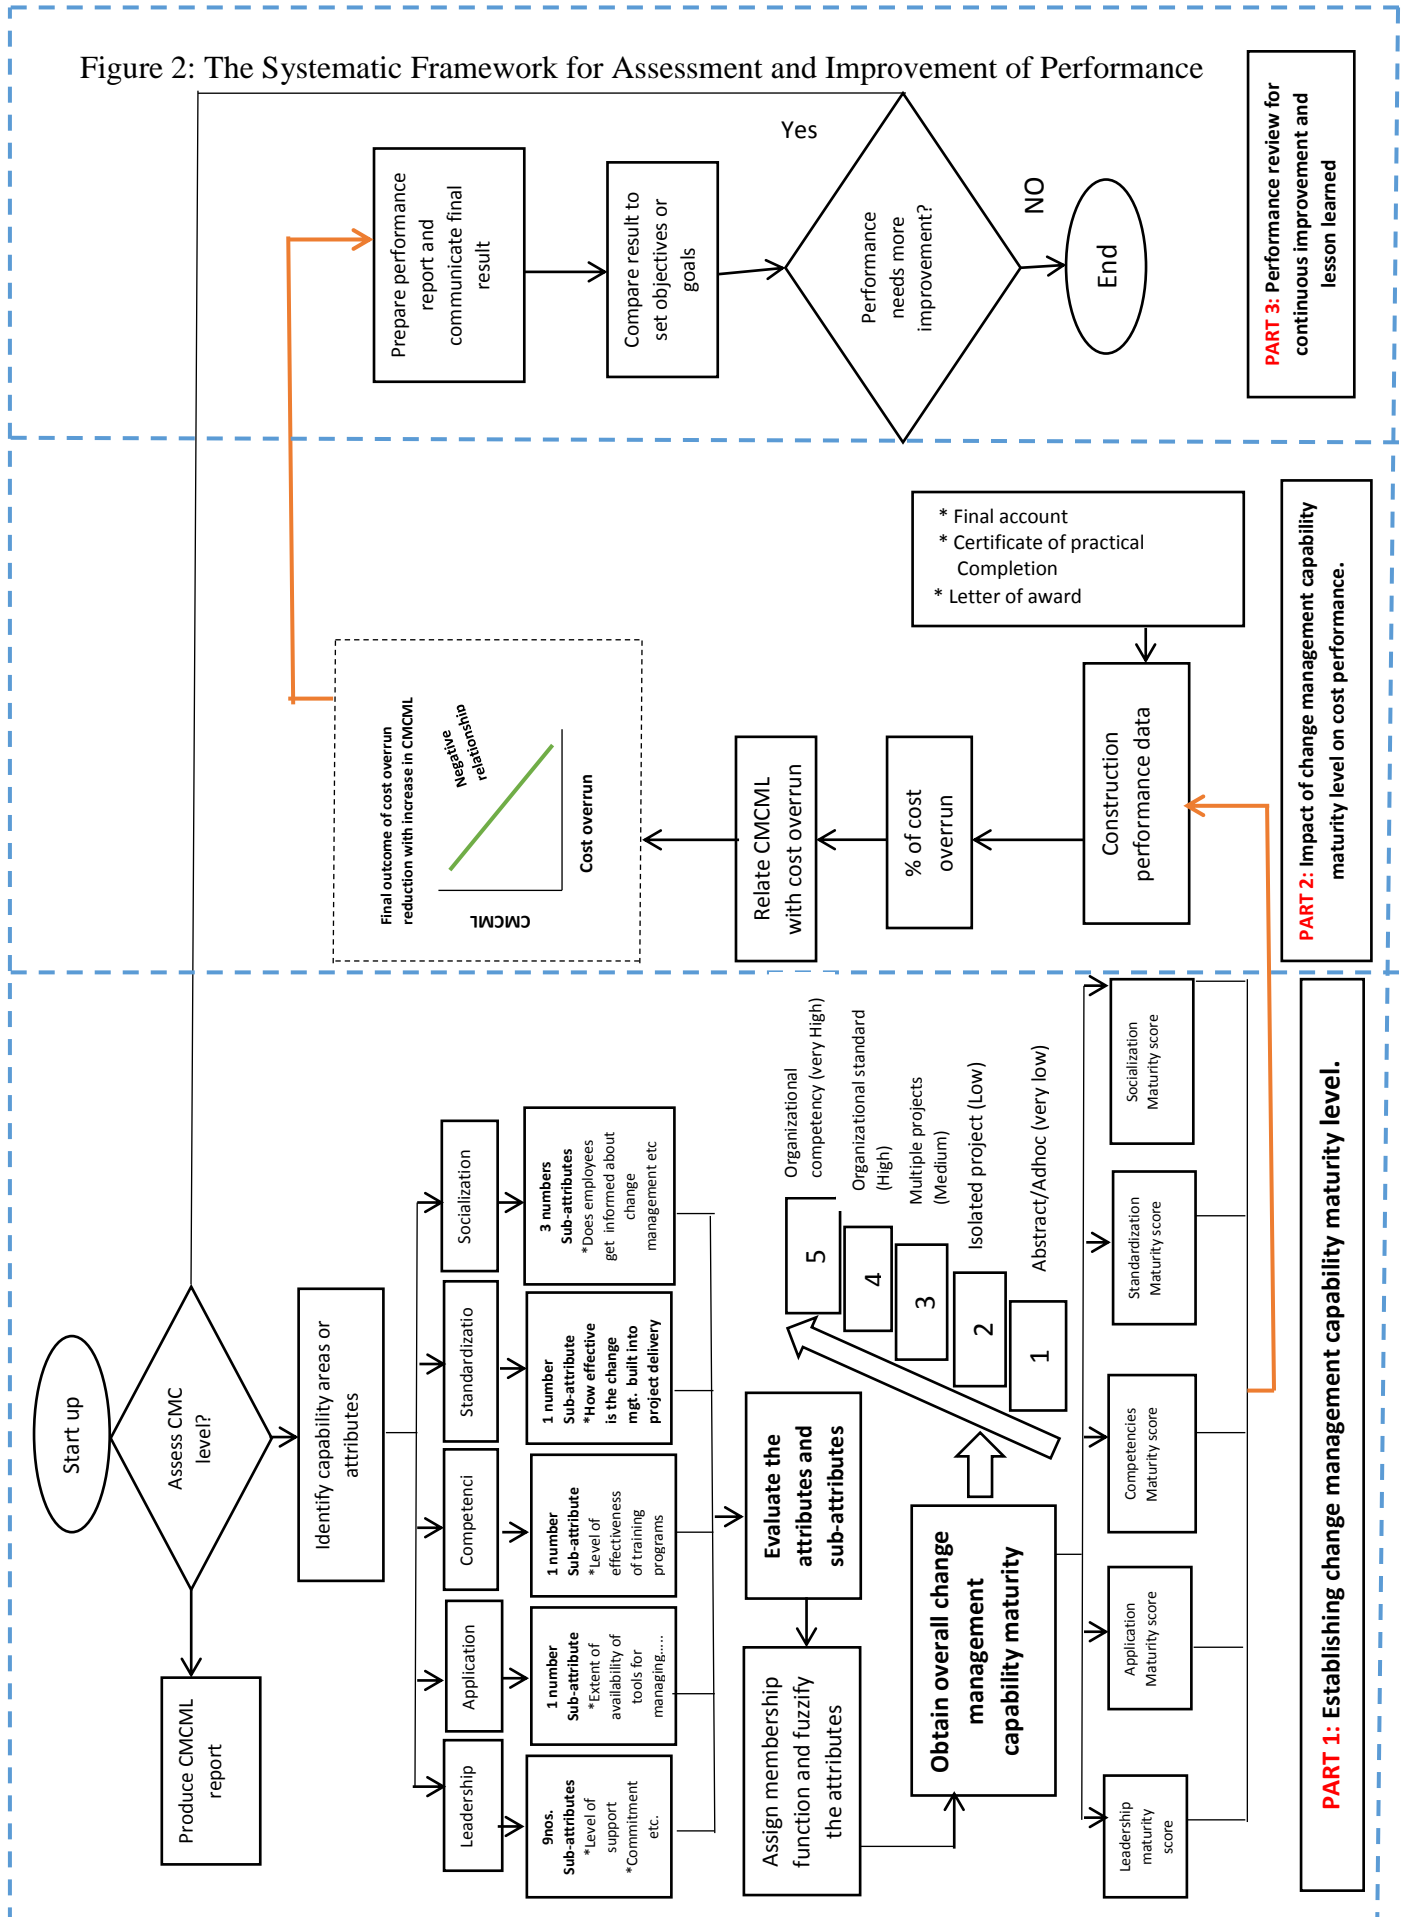 Figure 2: The Systematic Framework for Assessment and Improvement of Performance
Start up
Assess CMC
level?
Produce CMCML
report
Identify capability areas or
attributes
Leadership
Application
Competenci
Standardizatio
Socialization
9nos.
Sub-attributes
*Level of
support
*Commitment
etc.
1 number
Sub-attribute
*Extent of
availability of
tools for
managing.....
1 number
Sub-attribute
*Level of
effectiveness
of training
programs
1 number
Sub-attribute
*How effective
is the change
mgt. built into
project delivery
3 numbers
Sub-attributes
*Does employees
get informed about
change
management etc
Evaluate the
attributes and
sub-attributes
Assign membership
function and fuzzify
the attributes
Obtain overall change
management
capability maturity
5
4
3
2
1
Organizational
competency (very High)
Organizational standard
(High)
Multiple projects
(Medium)
Isolated project (Low)
Abstract/Adhoc (very low)
Leadership
maturity
score
Application
Maturity score
Competencies
Maturity score
Standardization
Maturity score
Socialization
Maturity score
PART 1: Establishing change management capability maturity level.
Final outcome of cost overrun
reduction with increase in CMCML
Negative
relationship
CMCML
Cost overrun
Relate CMCML
with cost overrun
% of cost
overrun
Construction
performance data
* Final account
* Certificate of practical
Completion
* Letter of award
PART 2: Impact of change management capability
maturity level on cost performance.
Prepare performance
report and
communicate final
result
Compare result to
set objectives or
goals
Performance
needs more
improvement?
Yes
NO
End
PART 3: Performance review for
continuous improvement and
lesson learned